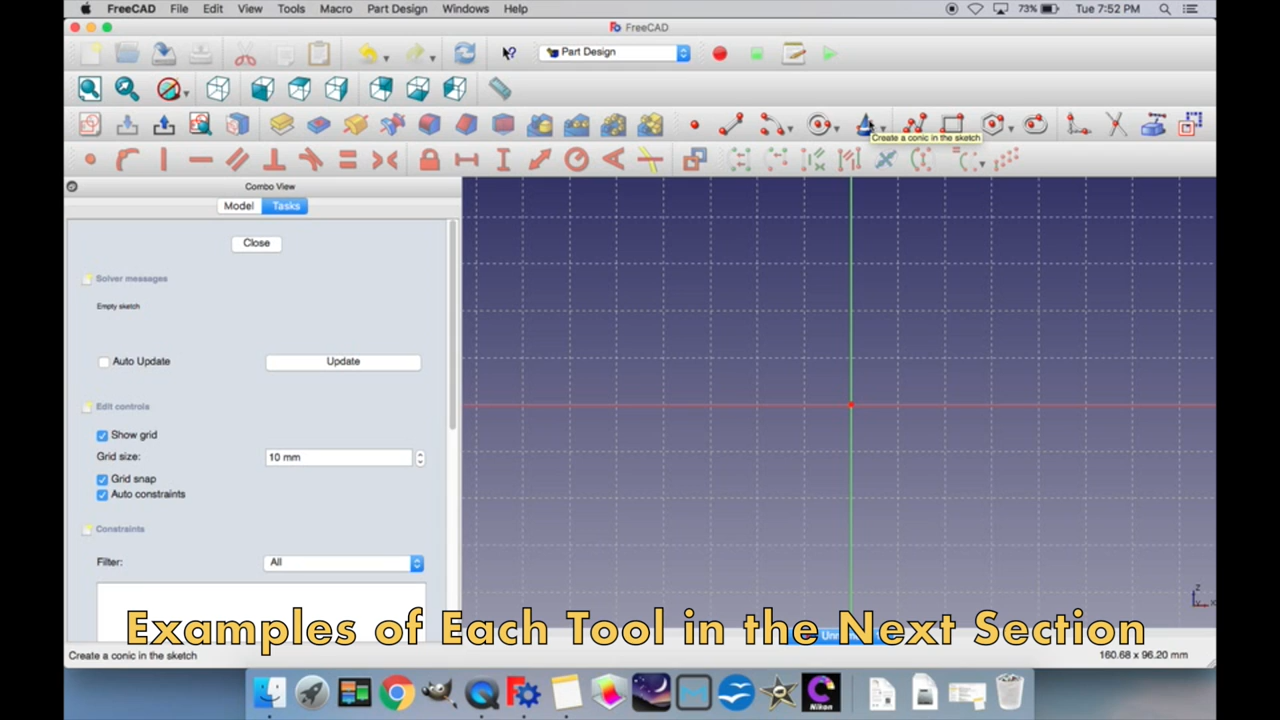 FreeCAD File Edit View Tools Macro Part Design Windows Help 73% Tue 7:52 PM
FreeCAD
Part Design
Create a conic in the sketch
Combo View
Model Tasks
Close
Solver messages
Empty sketch
Auto Update Update
Edit controls
Show grid
Grid size: 10 mm
Grid snap
Auto constraints
Constraints
Filter: All
Examples of Each Tool in the Next Section
Create a conic in the sketch 160.68 x 96.20 mm
Nikon